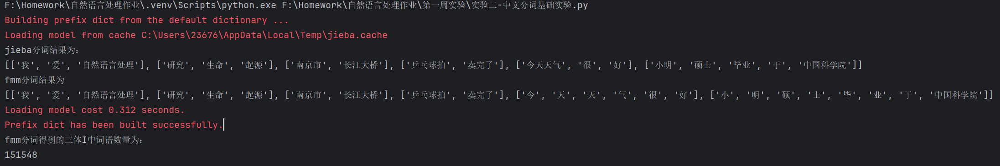 F:\Homework\自然语言处理作业\.venv\Scripts\python.exe F:\Homework\自然语言处理作业\第一周实验\实验二-中文分词基础实验.py
Building prefix dict from the default dictionary ...
Loading model from cache C:\Users\23676\AppData\Local\Temp\jieba.cache
jieba分词结果为：
[['我', '爱', '自然语言处理'], ['研究', '生命', '起源'], ['南京市', '长江大桥'], ['乒乓球拍', '卖完了'], ['今天天气', '很', '好'], ['小明', '硕士', '毕业', '于', '中国科学院']]
fmm分词结果为
[['我', '爱', '自然语言处理'], ['研究', '生命', '起源'], ['南京市', '长江大桥'], ['乒乓球拍', '卖完了'], ['今', '天', '天', '气', '很', '好'], ['小', '明', '硕', '士', '毕', '业', '于', '中国科学院']]
Loading model cost 0.312 seconds.
Prefix dict has been built successfully.
fmm分词得到的三体I中词语数量为：
151548